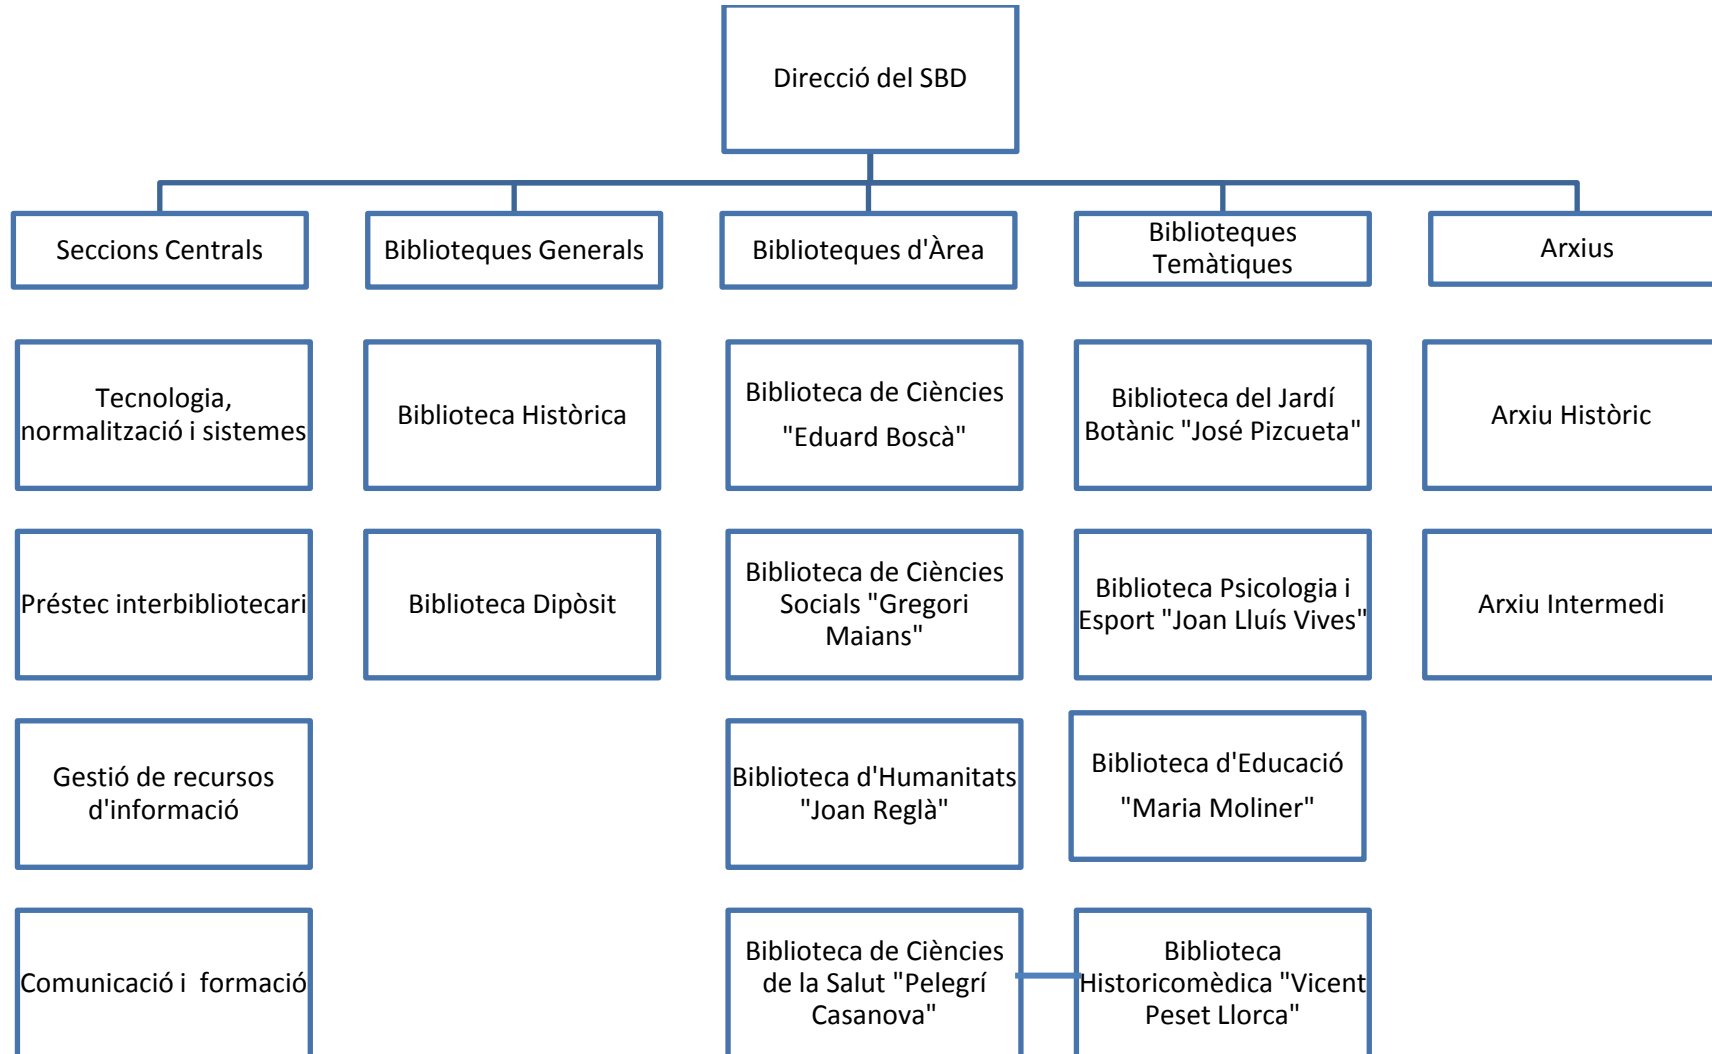 Direcció del SBD
Seccions Centrals
Biblioteques Generals
Biblioteques d'Àrea
Biblioteques
Temàtiques
Arxius
Tecnologia,
normalització i sistemes
Biblioteca Històrica
Biblioteca de Ciències
"Eduard Boscà"
Biblioteca del Jardí
Botànic "José Pizcueta"
Arxiu Històric
Préstec interbibliotecari
Biblioteca Dipòsit
Biblioteca de Ciències
Socials "Gregori
Maians"
Biblioteca Psicologia i
Esport "Joan Lluís Vives"
Arxiu Intermedi
Gestió de recursos
d'informació
Biblioteca d'Humanitats
"Joan Reglà"
Biblioteca d'Educació
"Maria Moliner"
Comunicació i  formació
Biblioteca de Ciències
de la Salut "Pelegrí
Casanova"
Biblioteca
Historicomèdica "Vicent
Peset Llorca"